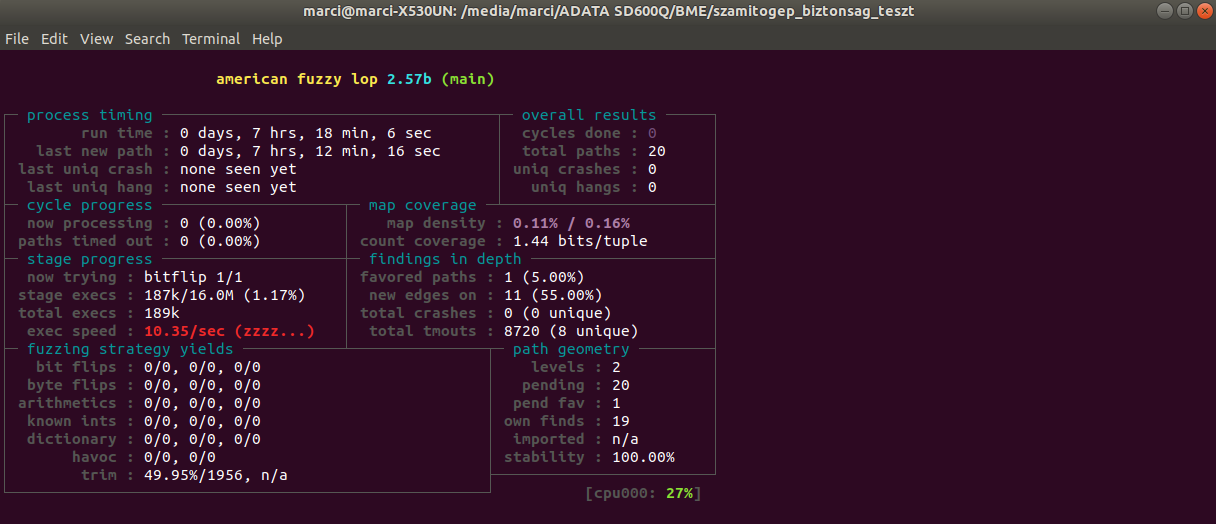 marci@marci-X530UN: /media/marci/ADATA SD600Q/BME/szamitogep_biztonsag_teszt
File Edit View Search Terminal Help
american fuzzy lop 2.57b (main)
process timing overall results
run time : 0 days, 7 hrs, 18 min, 6 sec cycles done : 0
last new path : 0 days, 7 hrs, 12 min, 16 sec total paths : 20
last uniq crash : none seen yet uniq crashes : 0
last uniq hang : none seen yet uniq hangs : 0
cycle progress map coverage
now processing : 0 (0.00%) map density : 0.11% / 0.16%
paths timed out : 0 (0.00%) count coverage : 1.44 bits/tuple
stage progress findings in depth
now trying : bitflip 1/1 favored paths : 1 (5.00%)
stage execs : 187k/16.0M (1.17%) new edges on : 11 (55.00%)
total execs : 189k total crashes : 0 (0 unique)
exec speed : 10.35/sec (zzzz...) total tmouts : 8720 (8 unique)
fuzzing strategy yields path geometry
bit flips : 0/0, 0/0, 0/0 levels : 2
byte flips : 0/0, 0/0, 0/0 pending : 20
arithmetics : 0/0, 0/0, 0/0 pend fav : 1
known ints : 0/0, 0/0, 0/0 own finds : 19
dictionary : 0/0, 0/0, 0/0 imported : n/a
havoc : 0/0, 0/0 stability : 100.00%
trim : 49.95%/1956, n/a
[cpu000: 27%]